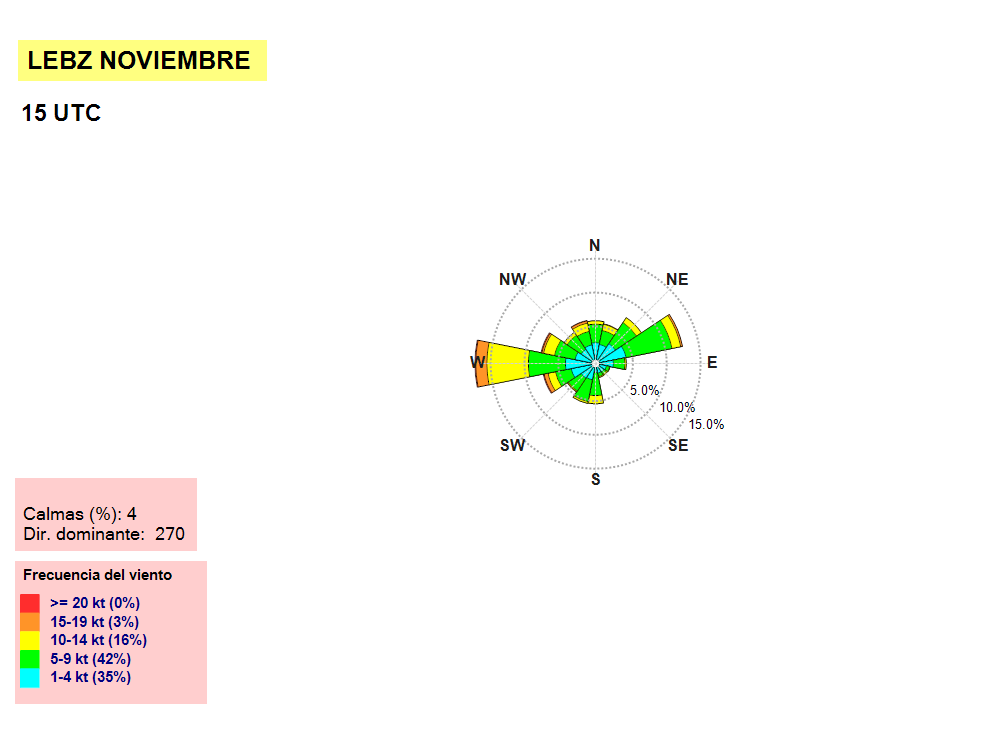 LEBZ NOVIEMBRE
15 UTC
N
NW
NE
W
E
5.0%
10.0%
15.0%
SW
SE
S
Calmas (%): 4
Dir. dominante: 270
Frecuencia del viento
>= 20 kt (0%)
15-19 kt (3%)
10-14 kt (16%)
5-9 kt (42%)
1-4 kt (35%)